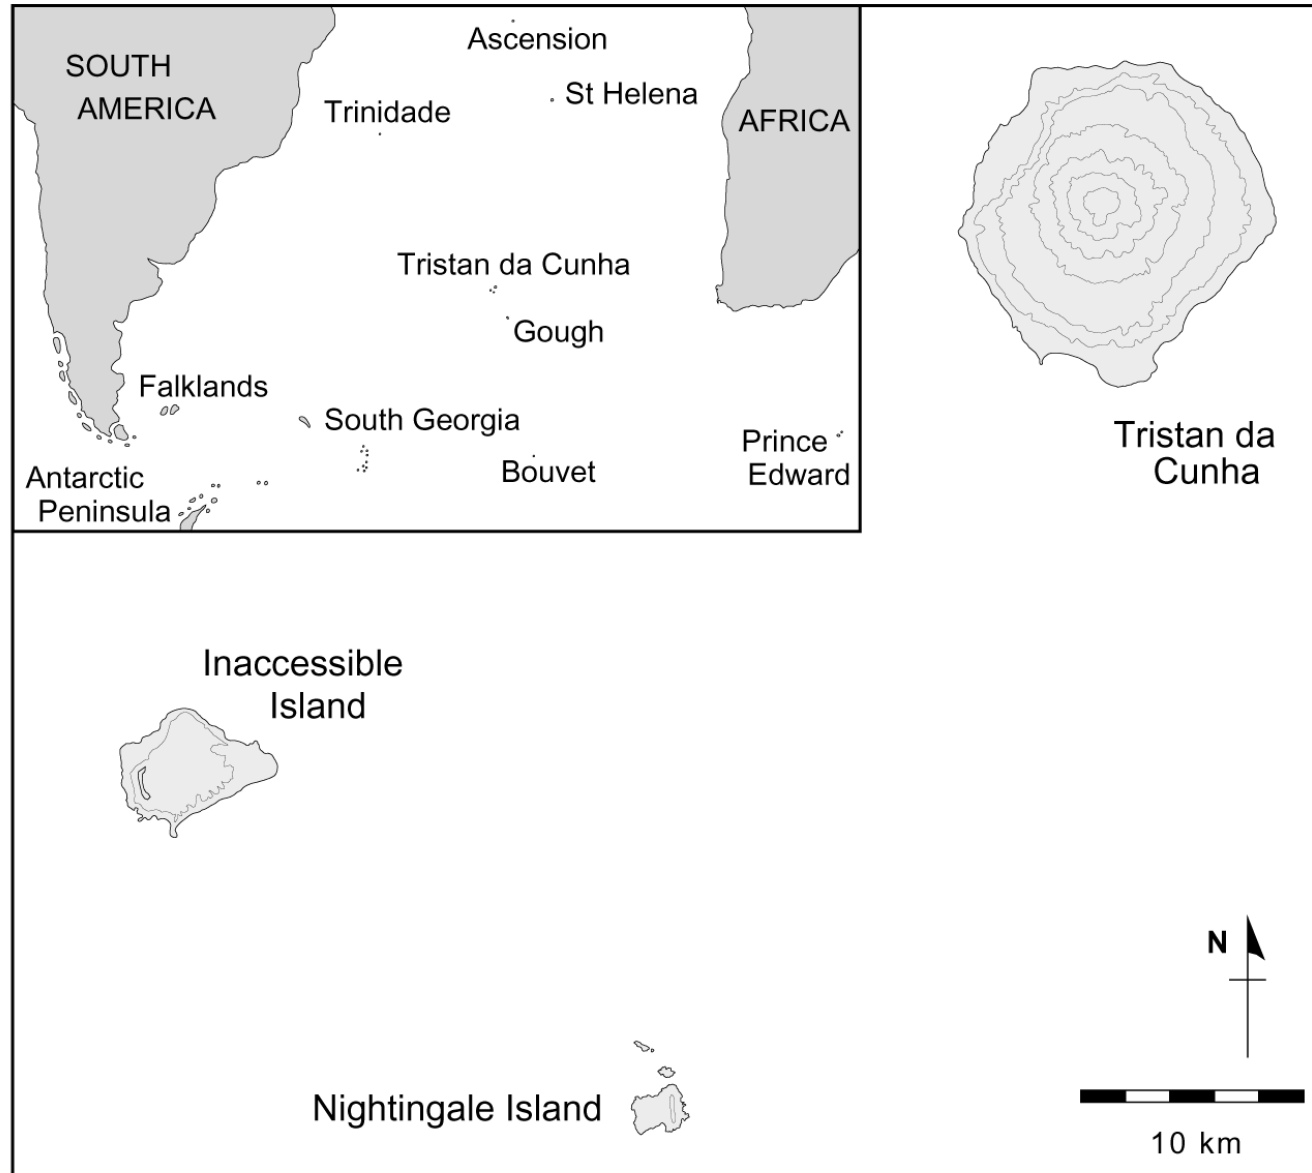 Ascension
SOUTH
AMERICA
St Helena
Trinidade
AFRICA
Tristan da Cunha
Gough
Falklands
South Georgia
Prince
Edward
Bouvet
Antarctic
Peninsula
Tristan da
Cunha
Inaccessible
Island
N
Nightingale Island
10 km